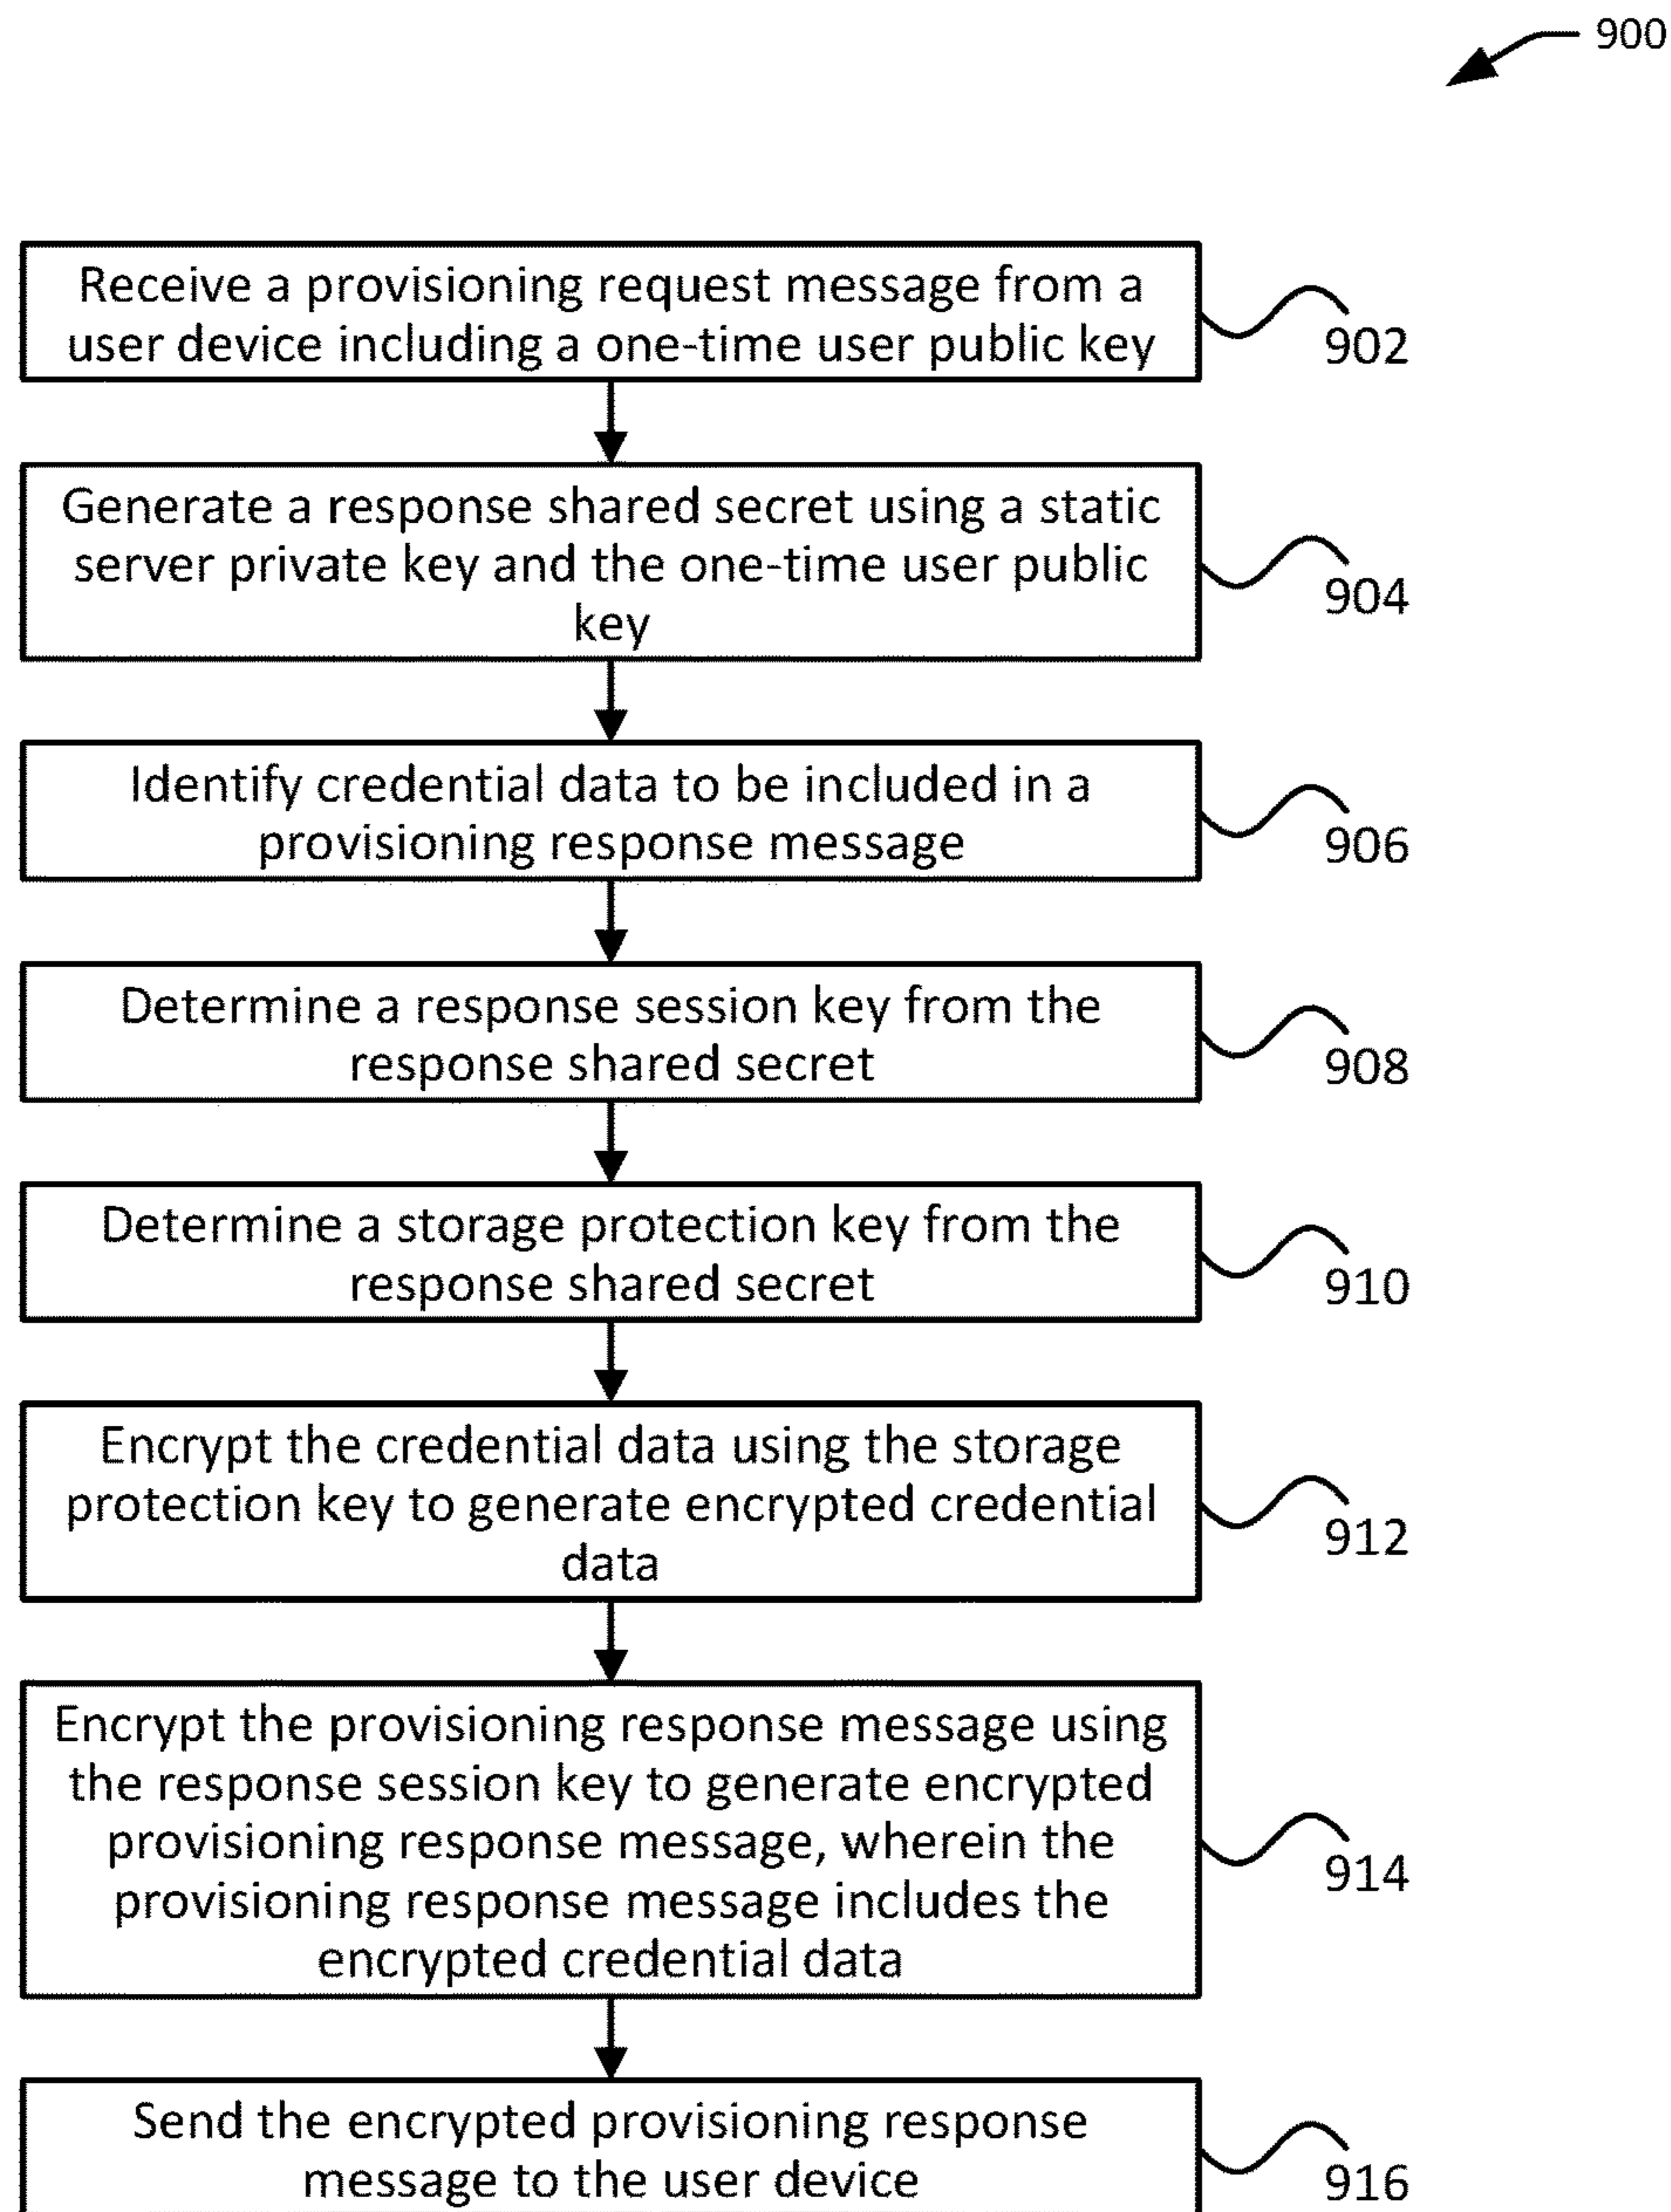 900
Receive a provisioning request message from a
user device including a one-time user public key
902
Generate a response shared secret using a static
server private key and the one-time user public
key
904
Identify credential data to be included in a
provisioning response message
906
Determine a response session key from the
response shared secret
908
Determine a storage protection key from the
response shared secret
910
Encrypt the credential data using the storage
protection key to generate encrypted credential
data
912
Encrypt the provisioning response message using
the response session key to generate encrypted
provisioning response message, wherein the
provisioning response message includes the
encrypted credential data
914
Send the encrypted provisioning response
message to the user device
916